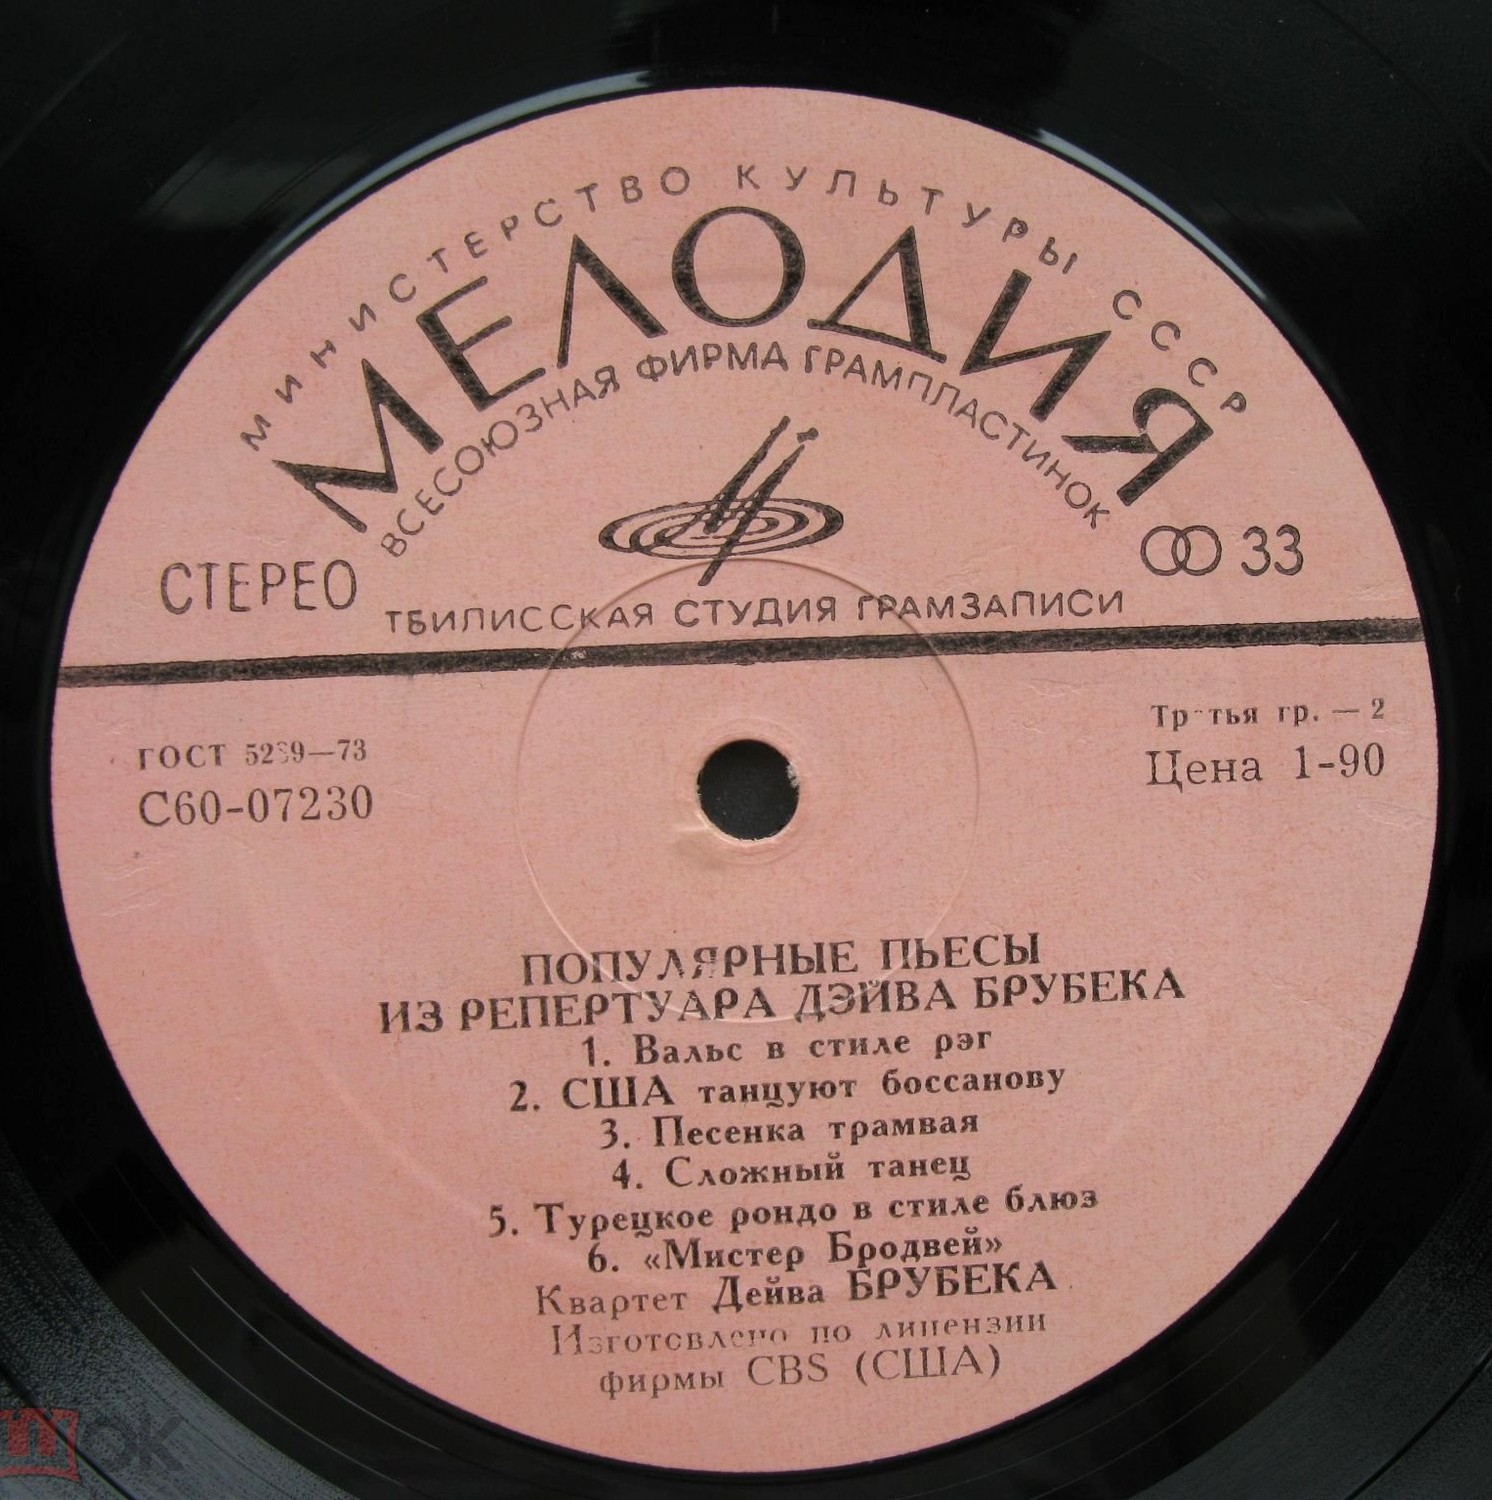 МИНИСТЕРСТВО КУЛЬТУРЫ СССР
МЕЛОДИЯ
ВСЕСОЮЗНАЯ ФИРМА ГРАМПЛАСТИНОК
СТЕРЕО
33
ТБИЛИССКАЯ СТУДИЯ ГРАМЗАПИСИ
ГОСТ 5289—73
Третья гр. — 2
С60-07230
Цена 1-90
ПОПУЛЯРНЫЕ ПЬЕСЫ
ИЗ РЕПЕРТУАРА ДЭЙВА БРУБЕКА
1. Вальс в стиле рэг
2. США танцуют боссанову
3. Песенка трамвая
4. Сложный танец
5. Турецкое рондо в стиле блюз
6. «Мистер Бродвей»
Квартет Дейва БРУБЕКА
Изготовлено по лицензии
фирмы CBS (США)